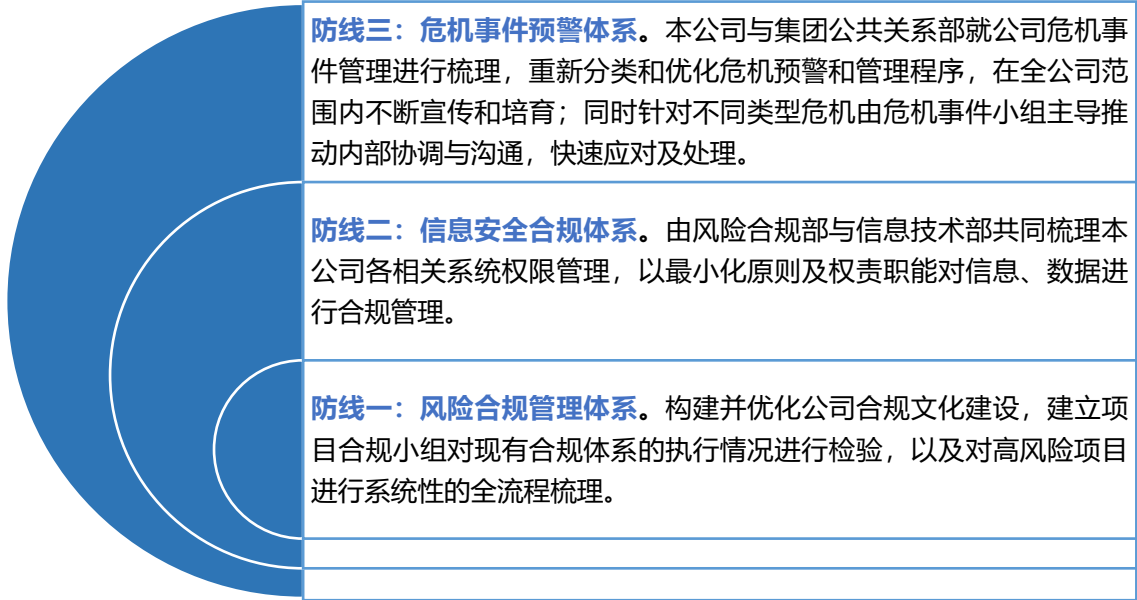 防线三：危机事件预警体系。本公司与集团公共关系部就公司危机事
件管理进行梳理，重新分类和优化危机预警和管理程序，在全公司范
围内不断宣传和培育；同时针对不同类型危机由危机事件小组主导推
动内部协调与沟通，快速应对及处理。
防线二：信息安全合规体系。由风险合规部与信息技术部共同梳理本
公司各相关系统权限管理，以最小化原则及权责职能对信息、数据进
行合规管理。
防线一：风险合规管理体系。构建并优化公司合规文化建设，建立项
目合规小组对现有合规体系的执行情况进行检验，以及对高风险项目
进行系统性的全流程梳理。